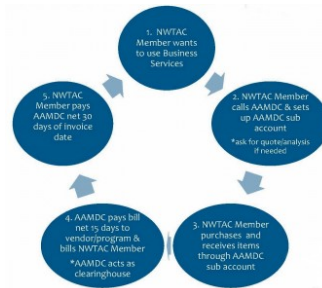 1. NWTAC
Member wants
to use Business
Services
2. NWTAC Member
calls AAMDC & sets
up AAMDC sub
account
*ask for quote/analysis
if needed
3. NWTAC Member
purchases and
receives items
through AAMDC
sub account
4. AAMDC pays bill
net 15 days to
vendor/program &
bills NWTAC Member
*AAMDC acts as
clearinghouse
5. NWTAC
Member pays
AAMDC net 30
days of invoice
date